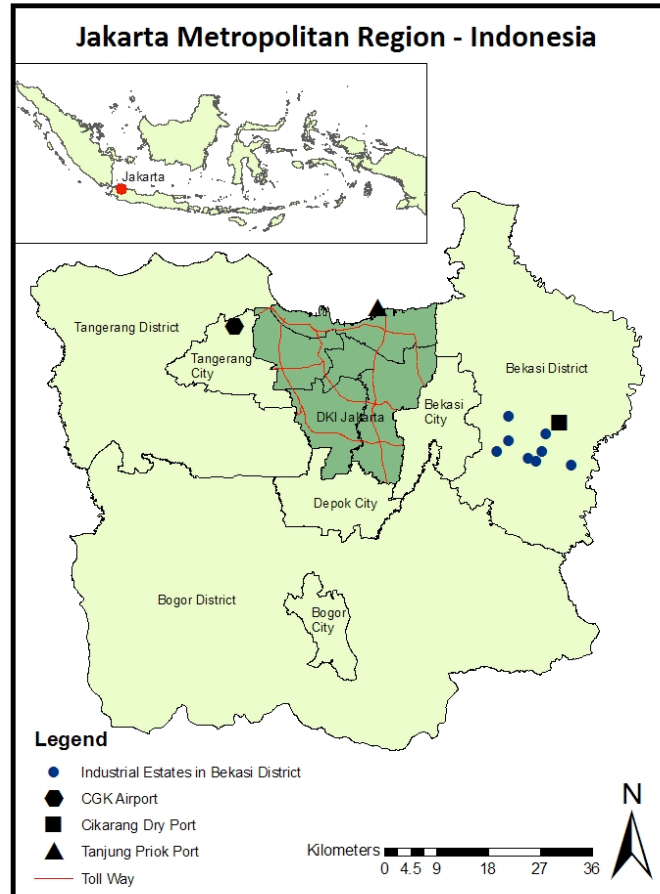 Jakarta Metropolitan Region - Indonesia
Jakarta
Tangerang District
Tangerang
City
Bekasi District
DKI Jakarta
Bekasi
City
Depok City
Bogor District
Bogor
City
Legend
Industrial Estates in Bekasi District
CGK Airport
Cikarang Dry Port
Tanjung Priok Port
Toll Way
N
Kilometers
0 4.5 9 18 27 36